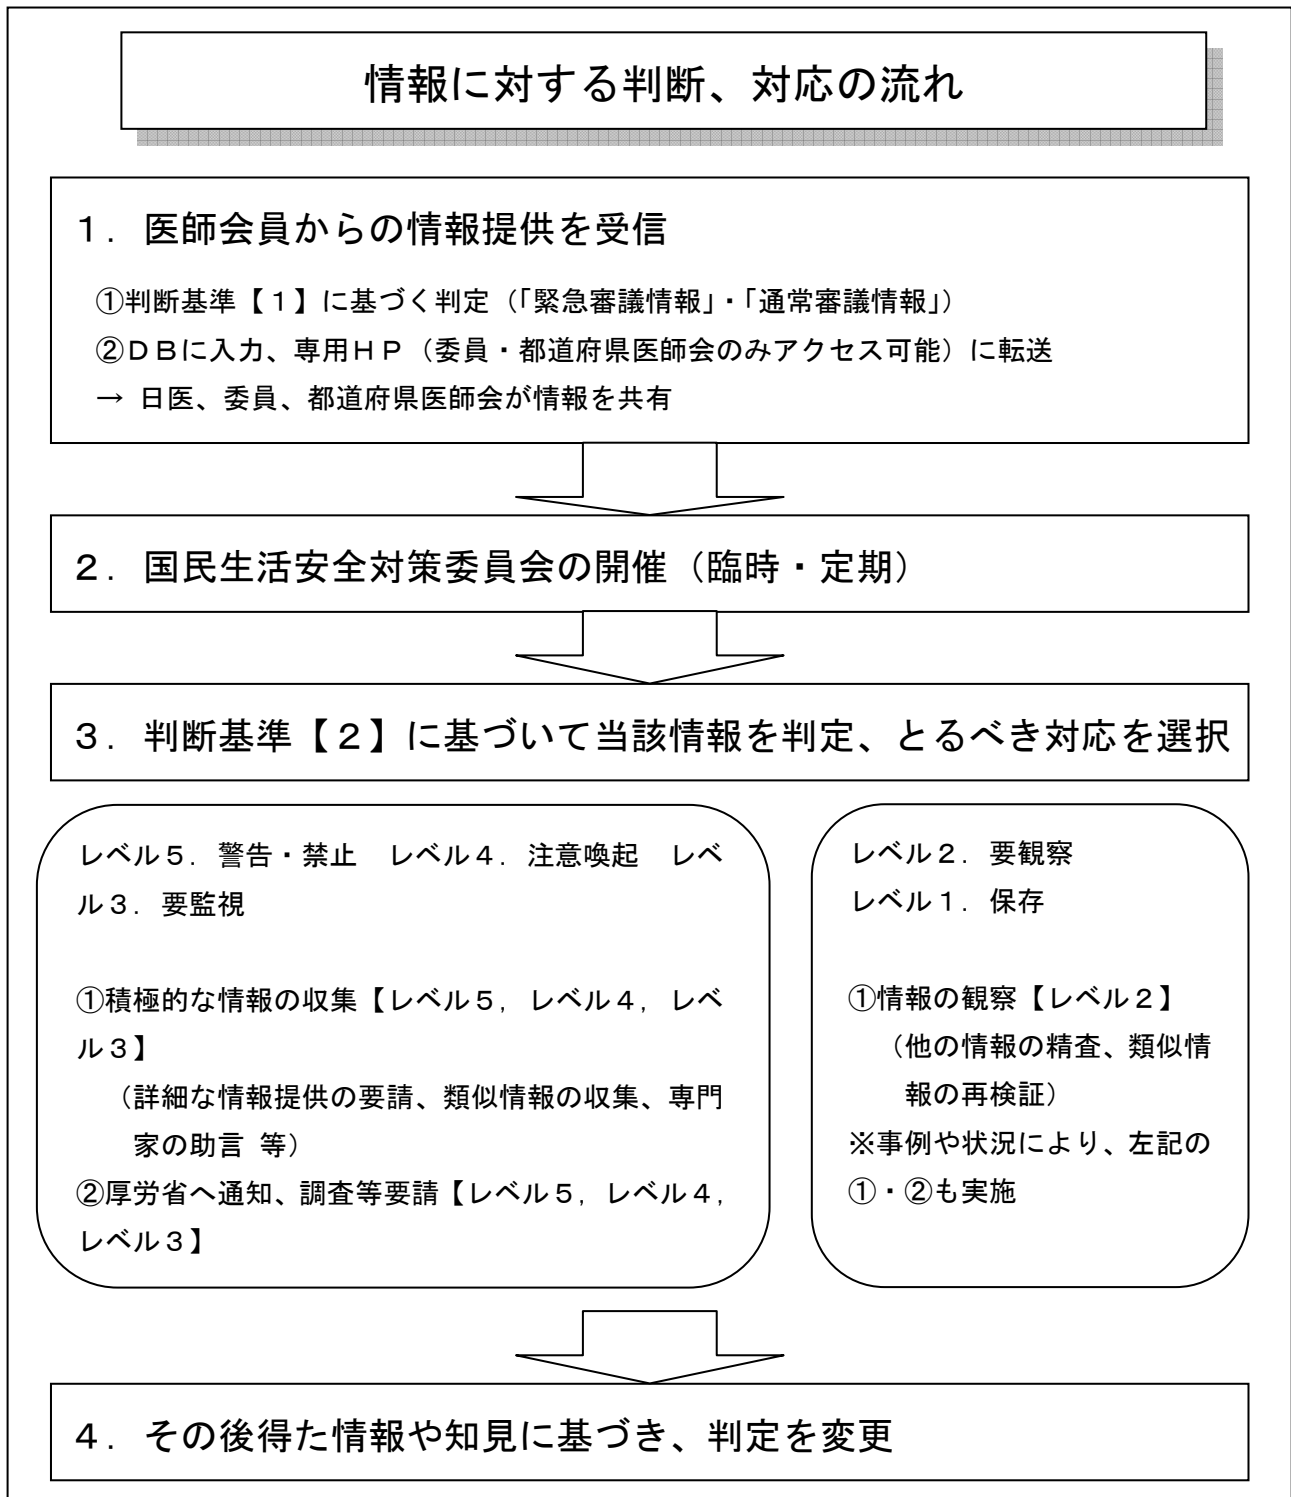 情報に対する判断、対応の流れ
１．医師会員からの情報提供を受信
①判断基準【１】に基づく判定（「緊急審議情報」・「通常審議情報」）
②ＤＢに入力、専用ＨＰ（委員・都道府県医師会のみアクセス可能）に転送
→ 日医、委員、都道府県医師会が情報を共有
２．国民生活安全対策委員会の開催（臨時・定期）
３．判断基準【２】に基づいて当該情報を判定、とるべき対応を選択
レベル５．警告・禁止　レベル４．注意喚起　レベ
ル３．要監視
①積極的な情報の収集【レベル５，レベル４，レベ
ル３】
（詳細な情報提供の要請、類似情報の収集、専門
家の助言 等）
②厚労省へ通知、調査等要請【レベル５，レベル４，
レベル３】
レベル２．要観察
レベル１．保存
①情報の観察【レベル２】
（他の情報の精査、類似情
報の再検証）
※事例や状況により、左記の
①・②も実施
４．その後得た情報や知見に基づき、判定を変更